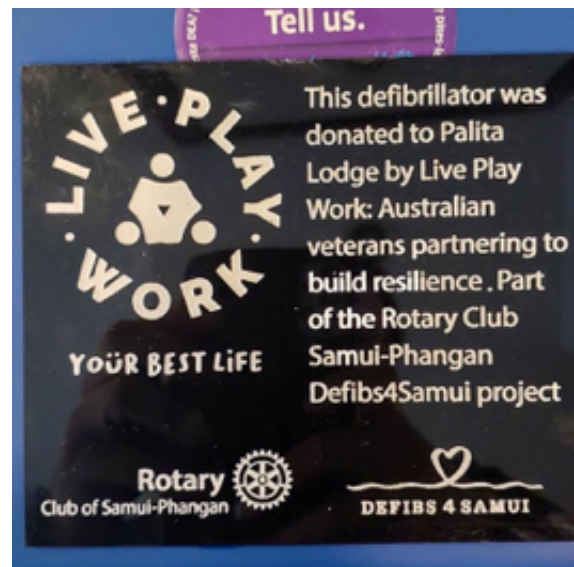 Tell us.
LIVE · PLAY · WORK ·
YOUR BEST LIFE
This defibrillator was
donated to Palita
Lodge by Live Play
Work: Australian
veterans partnering to
build resilience . Part
of the Rotary Club
Samui-Phangan
Defibs4Samui project
Rotary
Club of Samui-Phangan
DEFIBS 4 SAMUI